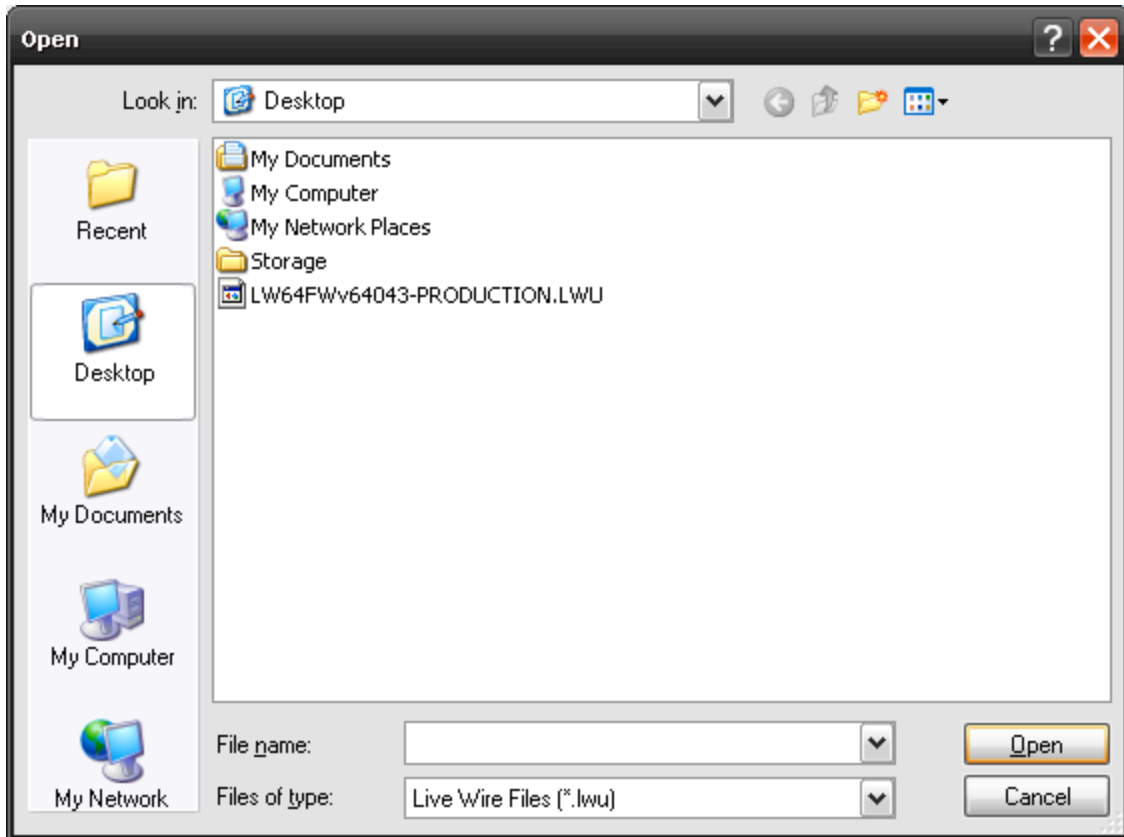 Open
Look in: Desktop
My Documents
My Computer
My Network Places
Storage
LW64FWv64043-PRODUCTION.LWU
Recent
Desktop
My Documents
My Computer
My Network
File name:
Open
Files of type: Live Wire Files (*.lwu)
Cancel